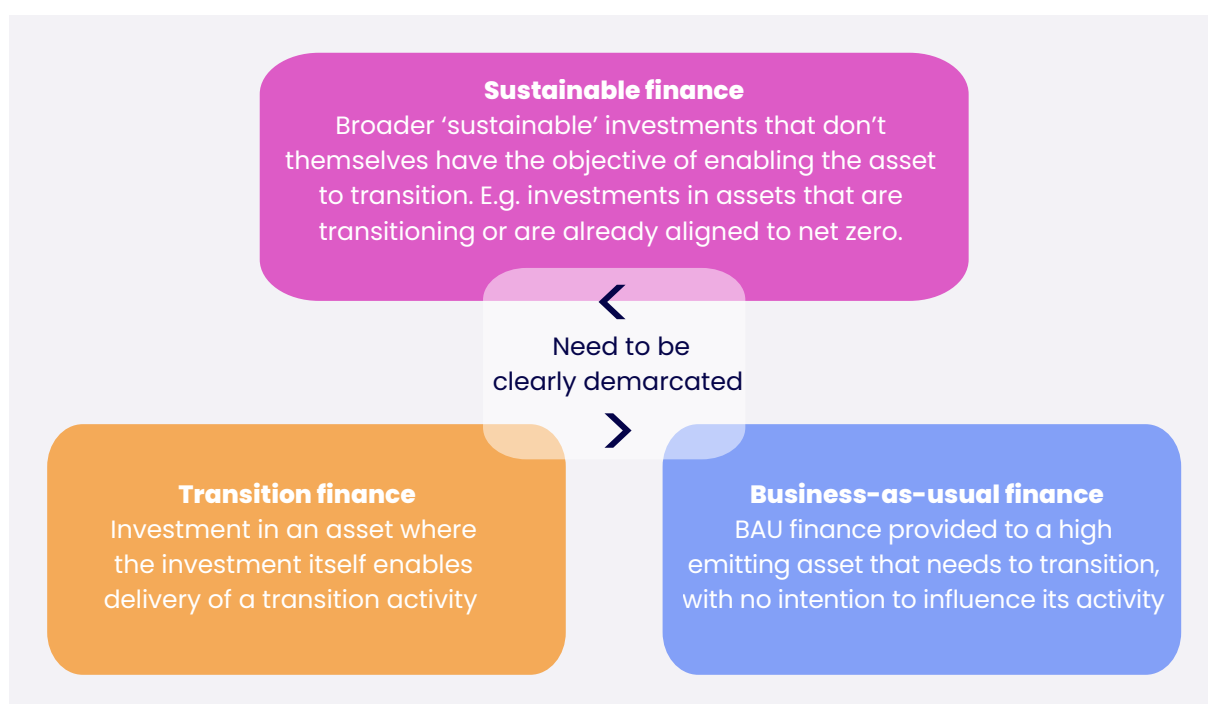 Sustainable finance
Broader ‘sustainable’ investments that don’t
themselves have the objective of enabling the asset
to transition. E.g. investments in assets that are
transitioning or are already aligned to net zero.
<
Need to be
clearly demarcated
>
Transition finance
Investment in an asset where
the investment itself enables
delivery of a transition activity
Business-as-usual finance
BAU finance provided to a high
emitting asset that needs to transition,
with no intention to influence its activity